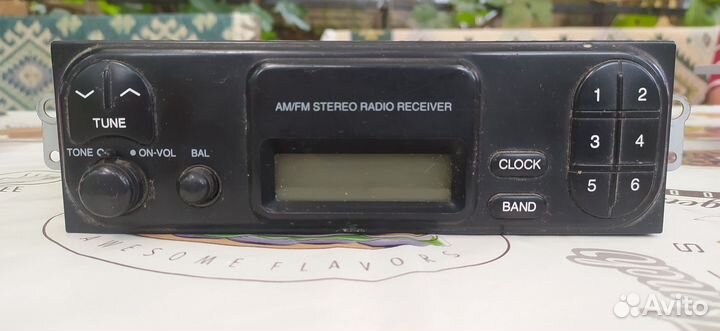 AM/FM STEREO RADIO RECEIVER
TUNE
TONE
ON-VOL
BAL
CLOCK
BAND
1 2
3 4
5 6
AWESOME FLAVORS
Avito